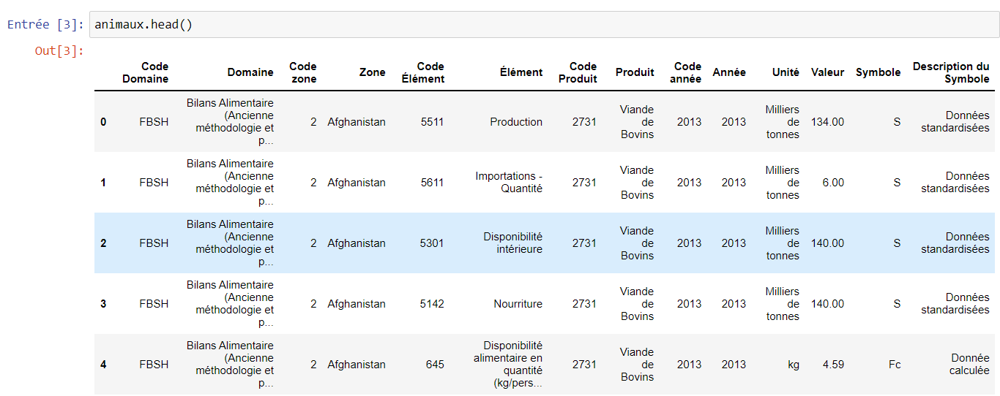 Entrée [3]: animaux.head()
Out[3]:
Code Domaine Domaine Code zone Zone Code Élément Élément Code Produit Produit Code année Année Unité Valeur Symbole Description du Symbole
0 FBSH Bilans Alimentaire (Ancienne méthodologie et p... 2 Afghanistan 5511 Production 2731 Viande de Bovins 2013 2013 Milliers de tonnes 134.00 S Données standardisées
1 FBSH Bilans Alimentaire (Ancienne méthodologie et p... 2 Afghanistan 5611 Importations - Quantité 2731 Viande de Bovins 2013 2013 Milliers de tonnes 6.00 S Données standardisées
2 FBSH Bilans Alimentaire (Ancienne méthodologie et p... 2 Afghanistan 5301 Disponibilité intérieure 2731 Viande de Bovins 2013 2013 Milliers de tonnes 140.00 S Données standardisées
3 FBSH Bilans Alimentaire (Ancienne méthodologie et p... 2 Afghanistan 5142 Nourriture 2731 Viande de Bovins 2013 2013 Milliers de tonnes 140.00 S Données standardisées
4 FBSH Bilans Alimentaire (Ancienne méthodologie et p... 2 Afghanistan 645 Disponibilité alimentaire en quantité (kg/pers... 2731 Viande de Bovins 2013 2013 kg 4.59 Fc Donnée calculée